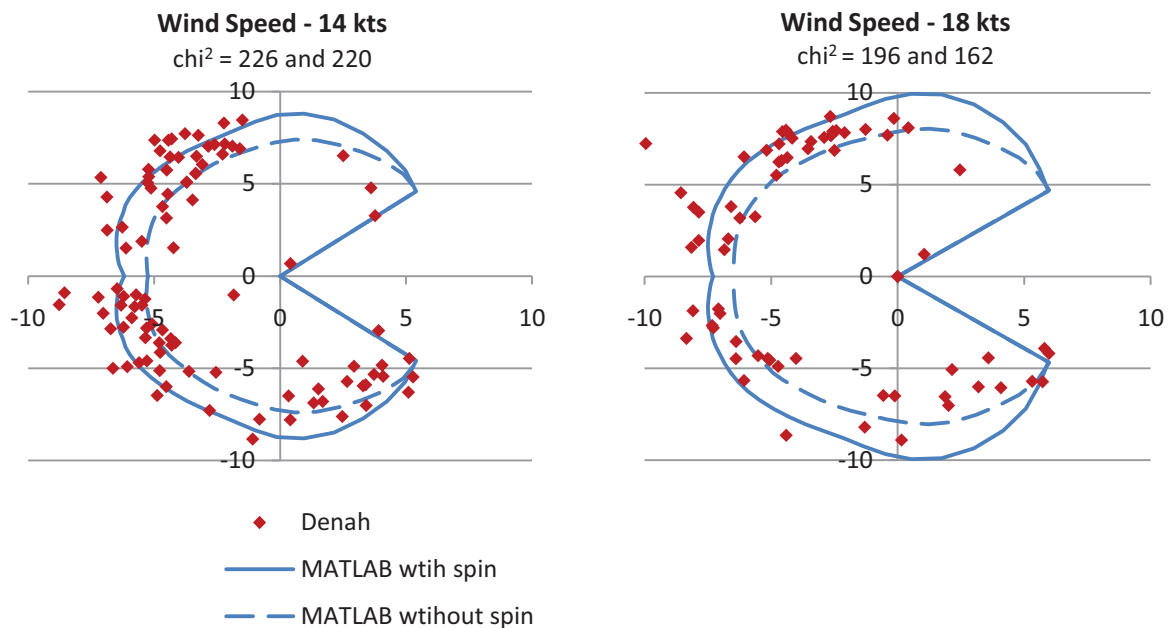 Wind Speed - 14 kts
chi² = 226 and 220
10
5
0
-10
-5
0
5
10
-5
-10
Wind Speed - 18 kts
chi² = 196 and 162
10
5
0
-10
-5
0
5
10
-5
-10
Denah
MATLAB wtih spin
MATLAB wtihout spin